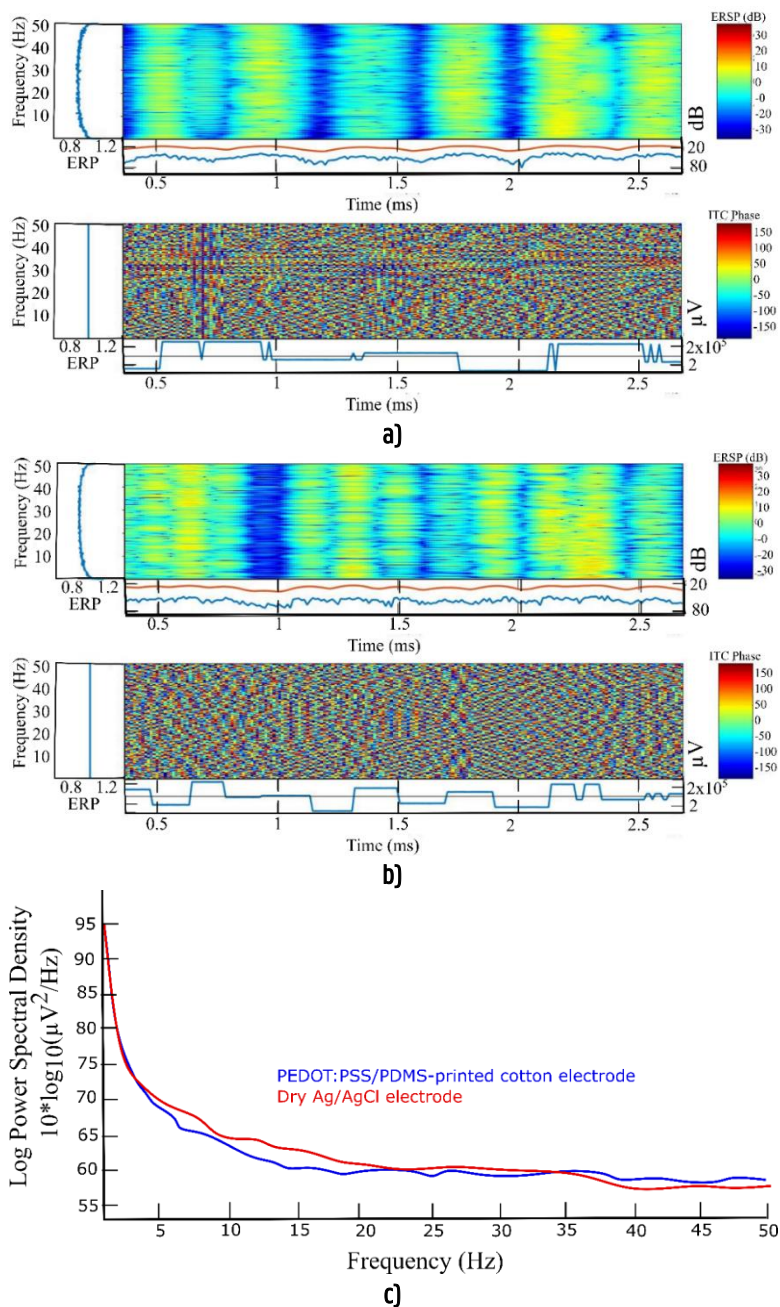 ERSP (dB)
Frequency (Hz)
50
40
30
20
10
30
20
10
-0
-10
-20
-30
dB
0.8 1.2
ERP
20
80
0.5 1 1.5 2 2.5
Time (ms)
ITC Phase
Frequency (Hz)
50
40
30
20
10
150
100
50
0
-50
-100
-150
µV
0.8 1.2
ERP
2x10⁵
2
0.5 1 1.5 2 2.5
Time (ms)
a)
ERSP (dB)
Frequency (Hz)
50
40
30
20
10
30
20
10
-0
-10
-20
-30
dB
0.8 1.2
ERP
20
80
0.5 1 1.5 2 2.5
Time (ms)
ITC Phase
Frequency (Hz)
50
40
30
20
10
150
100
50
0
-50
-100
-150
µV
0.8 1.2
ERP
2x10⁵
2
0.5 1 1.5 2 2.5
Time (ms)
b)
Log Power Spectral Density
10*log10(µV²/Hz)
95
90
85
80
75
70
65
60
55
PEDOT:PSS/PDMS-printed cotton electrode
Dry Ag/AgCl electrode
5 10 15 20 25 30 35 40 45 50
Frequency (Hz)
c)